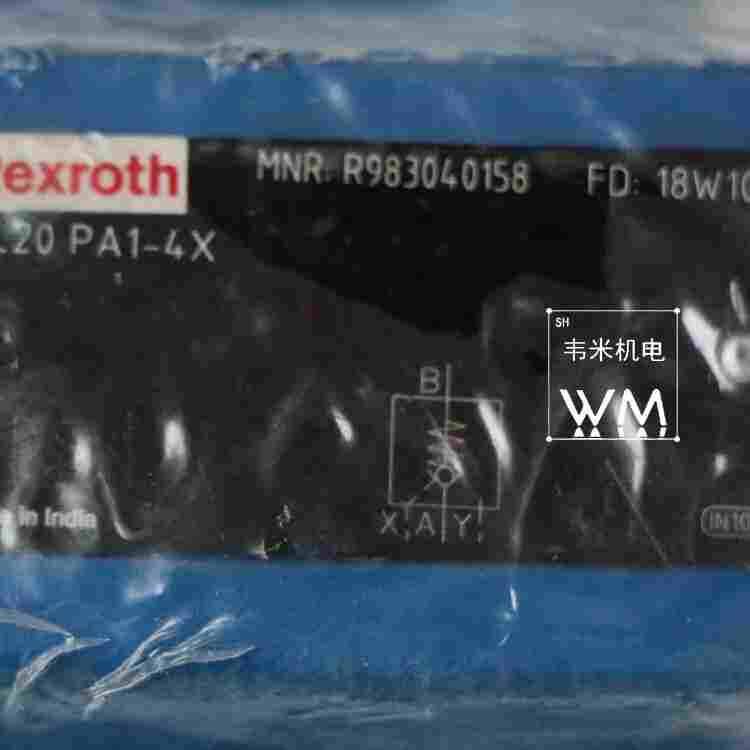 rexroth
MNR: R983040158 FD: 18W10
.20 PA1-4X
SH
韦米机电
WM
B
X A Y
in India
IN10